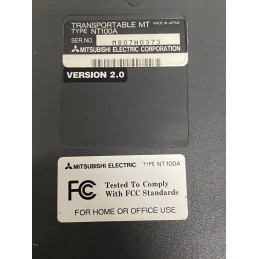 TRANSPORTABLE MT MADE IN JAPAN
TYPE NT100A
SER NO. M807H0373
MITSUBISHI ELECTRIC CORPORATION
VERSION 2.0
MITSUBISHI ELECTRIC TYPE NT100A
FCC Tested To Comply
With FCC Standards
FOR HOME OR OFFICE USE